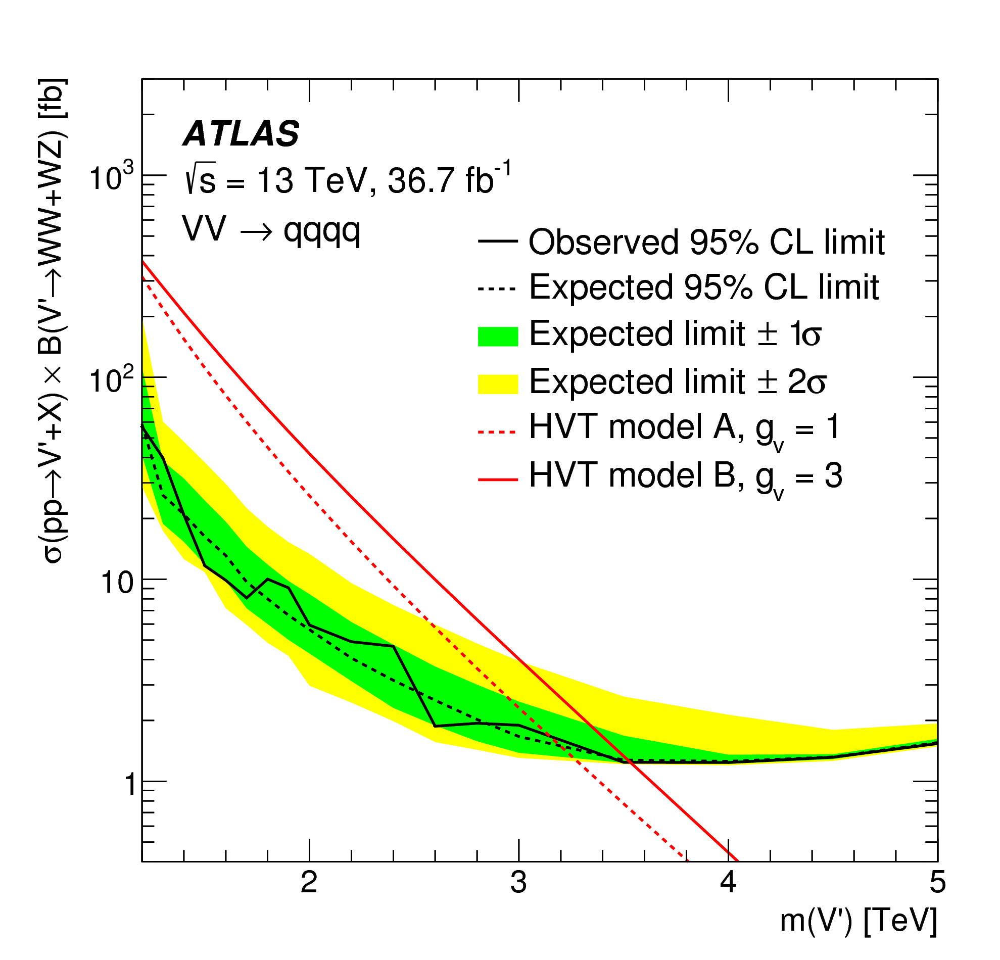 ATLAS
√s = 13 TeV, 36.7 fb⁻¹
VV → qqqq
Observed 95% CL limit
Expected 95% CL limit
Expected limit ± 1σ
Expected limit ± 2σ
HVT model A, gᵥ = 1
HVT model B, gᵥ = 3
σ(pp→V'+X) × B(V'→WW+WZ) [fb]
10³
10²
10
1
2 3 4 5
m(V') [TeV]